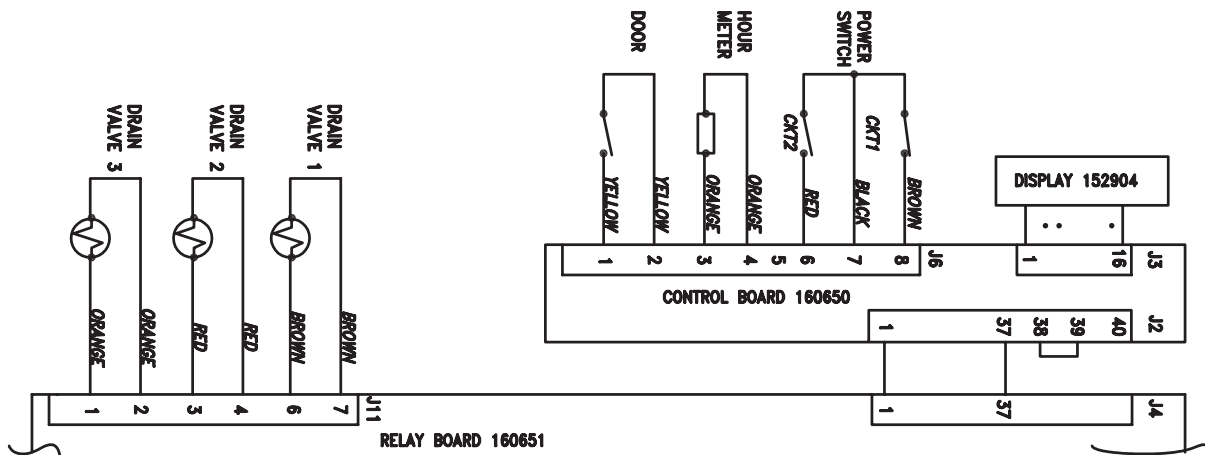 DOOR
HOUR
METER
POWER
SWITCH
CKT2
CKT1
YELLOW
YELLOW
ORANGE
ORANGE
RED
BLACK
BROWN
DISPLAY 152904
1 2 3 4 5 6 7 8 J6
1 16 J3
CONTROL BOARD 160650
1 37 38 39 40 J2
DRAIN
VALVE 3
DRAIN
VALVE 2
DRAIN
VALVE 1
ORANGE
ORANGE
RED
RED
BROWN
BROWN
1 2 3 4 6 7 J11
1 37 J4
RELAY BOARD 160651